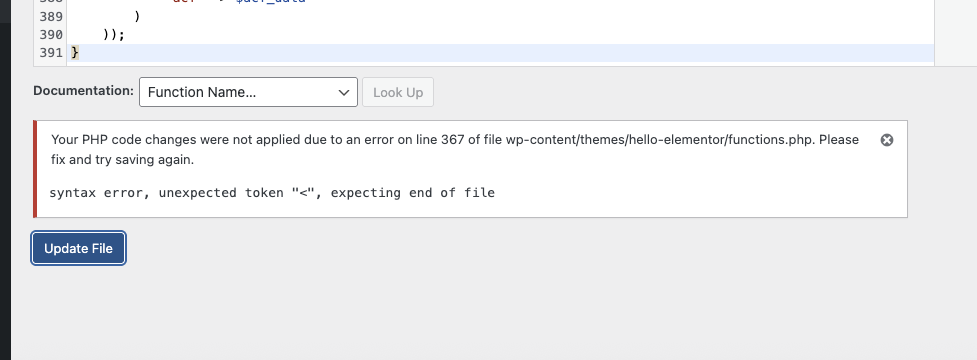 389 )
390 ));
391 }
Documentation: Function Name... Look Up
Your PHP code changes were not applied due to an error on line 367 of file wp-content/themes/hello-elementor/functions.php. Please
fix and try saving again.
syntax error, unexpected token "<", expecting end of file
Update File